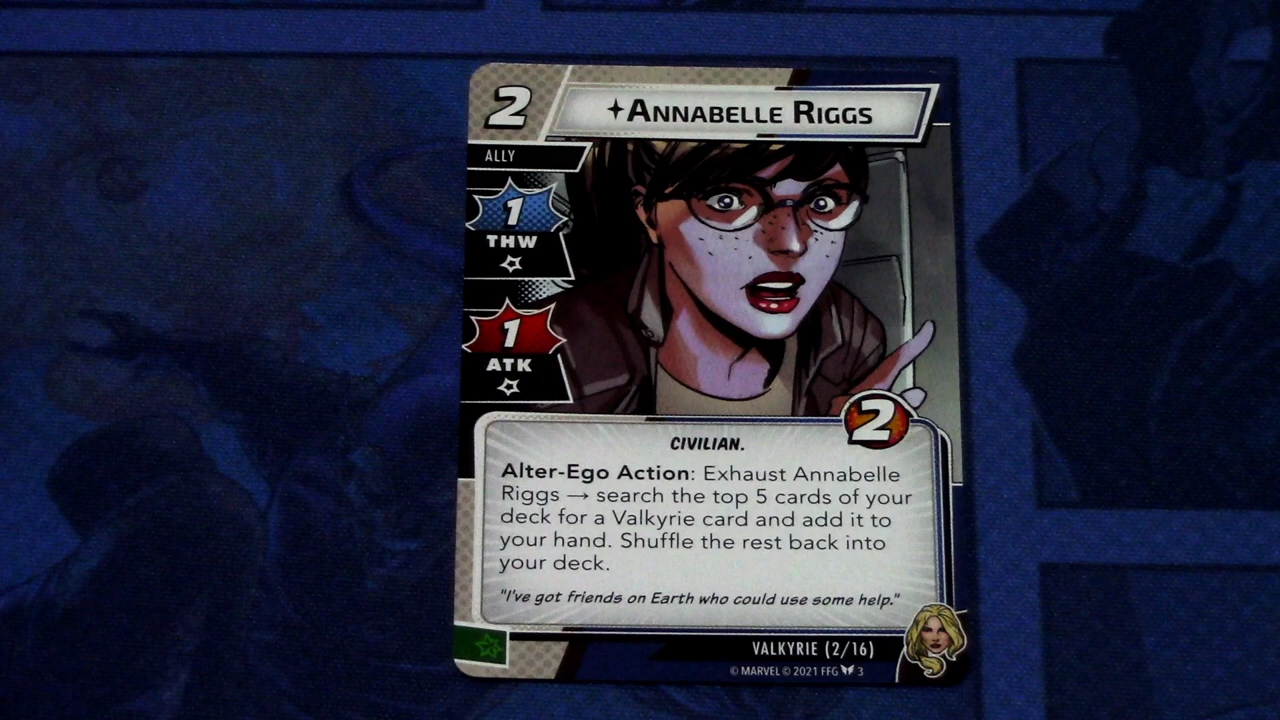 2
ANNABELLE RIGGS
ALLY
1
THW
1
ATK
2
CIVILIAN.
Alter-Ego Action: Exhaust Annabelle
Riggs → search the top 5 cards of your
deck for a Valkyrie card and add it to
your hand. Shuffle the rest back into
your deck.
"I've got friends on Earth who could use some help."
VALKYRIE (2/16)
© MARVEL © 2021 FFG 3